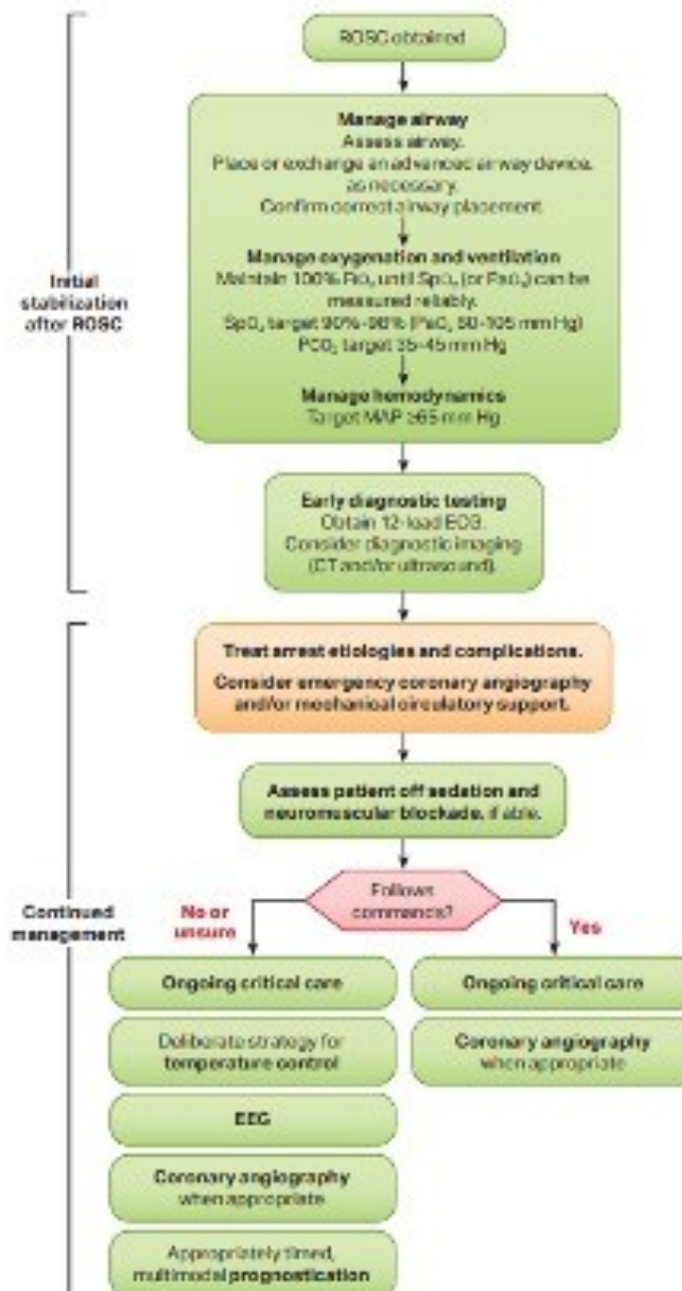 ROSC obtained
Initial
stabilization
after ROSC
Manage airway
Assess airway.
Place or exchange an advanced airway device,
as necessary.
Confirm correct airway placement.
Manage oxygenation and ventilation
Maintain 100% FiO₂ until SpO₂ (or PaO₂) can be
measured reliably.
SpO₂ target 90%-98% (PaO₂ 60-105 mm Hg)
PCO₂ target 35-45 mm Hg
Manage hemodynamics
Target MAP ≥65 mm Hg
Early diagnostic testing
Obtain 12-lead ECG.
Consider diagnostic imaging
(CT and/or ultrasound).
Continued
management
Treat arrest etiologies and complications.
Consider emergency coronary angiography
and/or mechanical circulatory support.
Assess patient off sedation and
neuromuscular blockade, if able.
Follows
commands?
No or
unsure
Yes
Ongoing critical care
Deliberate strategy for
temperature control
EEG
Coronary angiography
when appropriate
Appropriately timed,
multimodal prognostication
Ongoing critical care
Coronary angiography
when appropriate